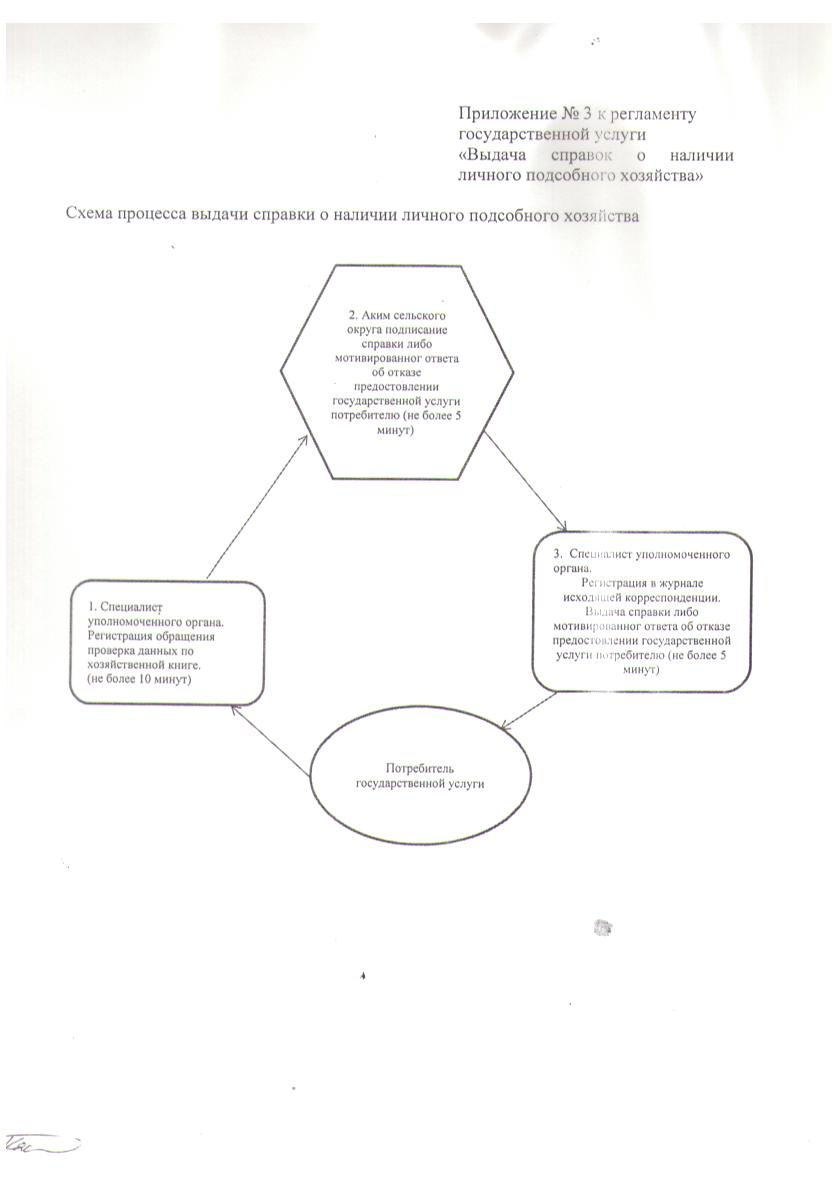 Приложение № 3 к регламенту
государственной услуги
«Выдача справок о наличии
личного подсобного хозяйства»
Схема процесса выдачи справки о наличии личного подсобного хозяйства
2. Аким сельского
округа подписание
справки либо
мотивированног ответа
об отказе
предостовлении
государственной услуги
потребителю (не более 5
минут)
3. Специалист уполномоченного
органа.
Регистрация в журнале
исходящей корреспонденции.
Выдача справки либо
мотивированног ответа об отказе
предостовлении государственной
услуги потребителю (не более 5
минут)
1. Специалист
уполномоченного органа.
Регистрация обращения
проверка данных по
хозяйственной книге.
(не более 10 минут)
Потребитель
государственной услуги